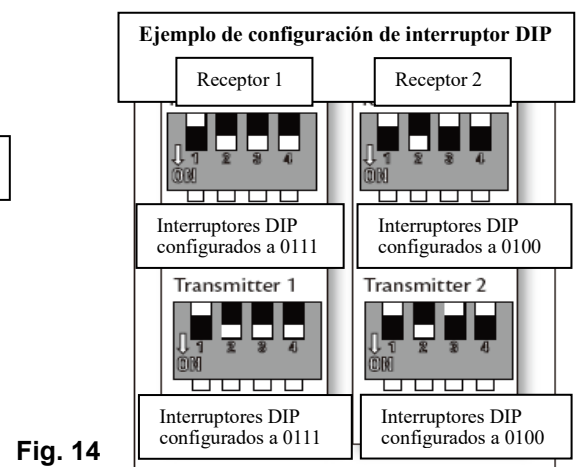 Ejemplo de configuración de interruptor DIP
Receptor 1
Receptor 2
1 2 3 4
ON
1 2 3 4
ON
Interruptores DIP
configurados a 0111
Interruptores DIP
configurados a 0100
Transmitter 1
Transmitter 2
1 2 3 4
ON
1 2 3 4
ON
Interruptores DIP
configurados a 0111
Interruptores DIP
configurados a 0100
Fig. 14